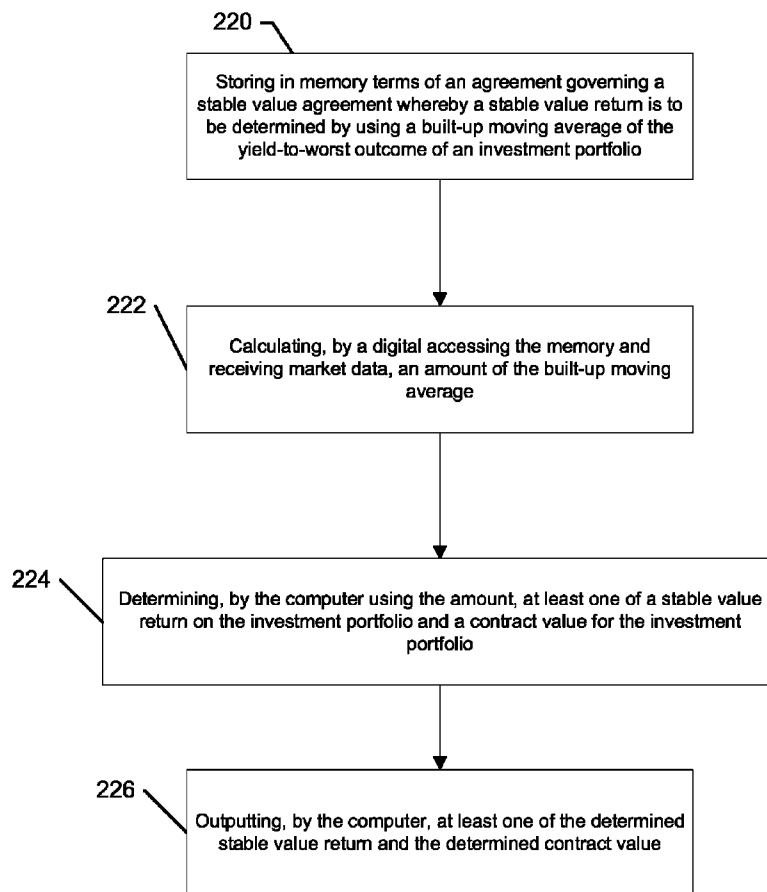 220
Storing in memory terms of an agreement governing a
stable value agreement whereby a stable value return is to
be determined by using a built-up moving average of the
yield-to-worst outcome of an investment portfolio
222
Calculating, by a digital accessing the memory and
receiving market data, an amount of the built-up moving
average
224
Determining, by the computer using the amount, at least one of a stable value
return on the investment portfolio and a contract value for the investment
portfolio
226
Outputting, by the computer, at least one of the determined
stable value return and the determined contract value